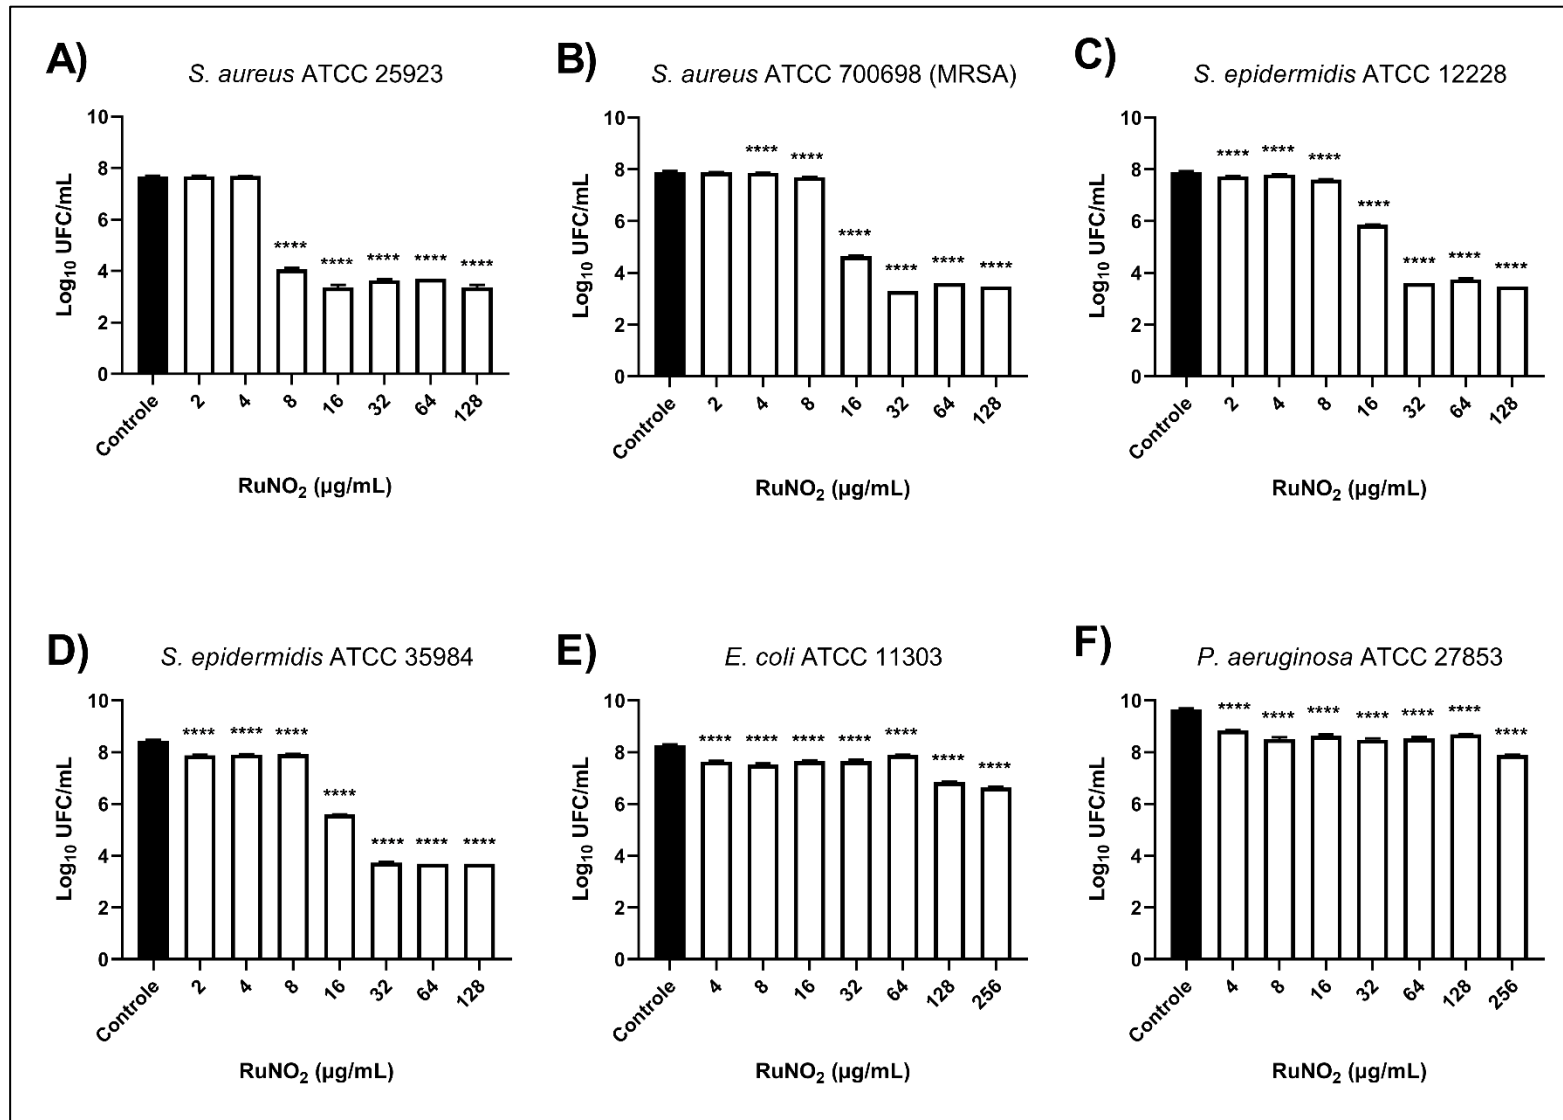 A)
S. aureus ATCC 25923
Log10 UFC/mL
10
8
6
4
2
0
**** **** **** **** ****
Controle 2 4 8 16 32 64 128
RuNO2 (µg/mL)
B)
S. aureus ATCC 700698 (MRSA)
Log10 UFC/mL
10
8
6
4
2
0
**** **** **** **** **** ****
Controle 2 4 8 16 32 64 128
RuNO2 (µg/mL)
C)
S. epidermidis ATCC 12228
Log10 UFC/mL
10
8
6
4
2
0
**** **** **** **** **** **** ****
Controle 2 4 8 16 32 64 128
RuNO2 (µg/mL)
D)
S. epidermidis ATCC 35984
Log10 UFC/mL
10
8
6
4
2
0
**** **** **** **** **** **** ****
Controle 2 4 8 16 32 64 128
RuNO2 (µg/mL)
E)
E. coli ATCC 11303
Log10 UFC/mL
10
8
6
4
2
0
**** **** **** **** **** **** ****
Controle 4 8 16 32 64 128 256
RuNO2 (µg/mL)
F)
P. aeruginosa ATCC 27853
Log10 UFC/mL
10
8
6
4
2
0
**** **** **** **** **** **** ****
Controle 4 8 16 32 64 128 256
RuNO2 (µg/mL)